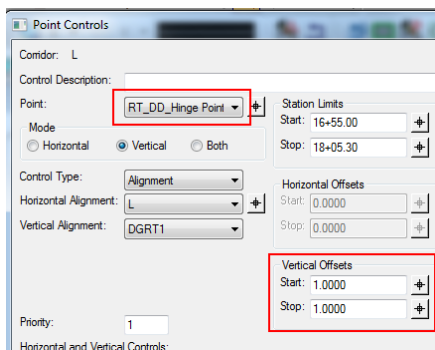 Point Controls
Corridor: L
Control Description:
Point: RT_DD_Hinge Point
Mode
Horizontal Vertical Both
Control Type: Alignment
Horizontal Alignment: L
Vertical Alignment: DGRT1
Priority: 1
Horizontal and Vertical Controls:
Station Limits
Start: 16+55.00
Stop: 18+05.30
Horizontal Offsets
Start: 0.0000
Stop: 0.0000
Vertical Offsets
Start: 1.0000
Stop: 1.0000